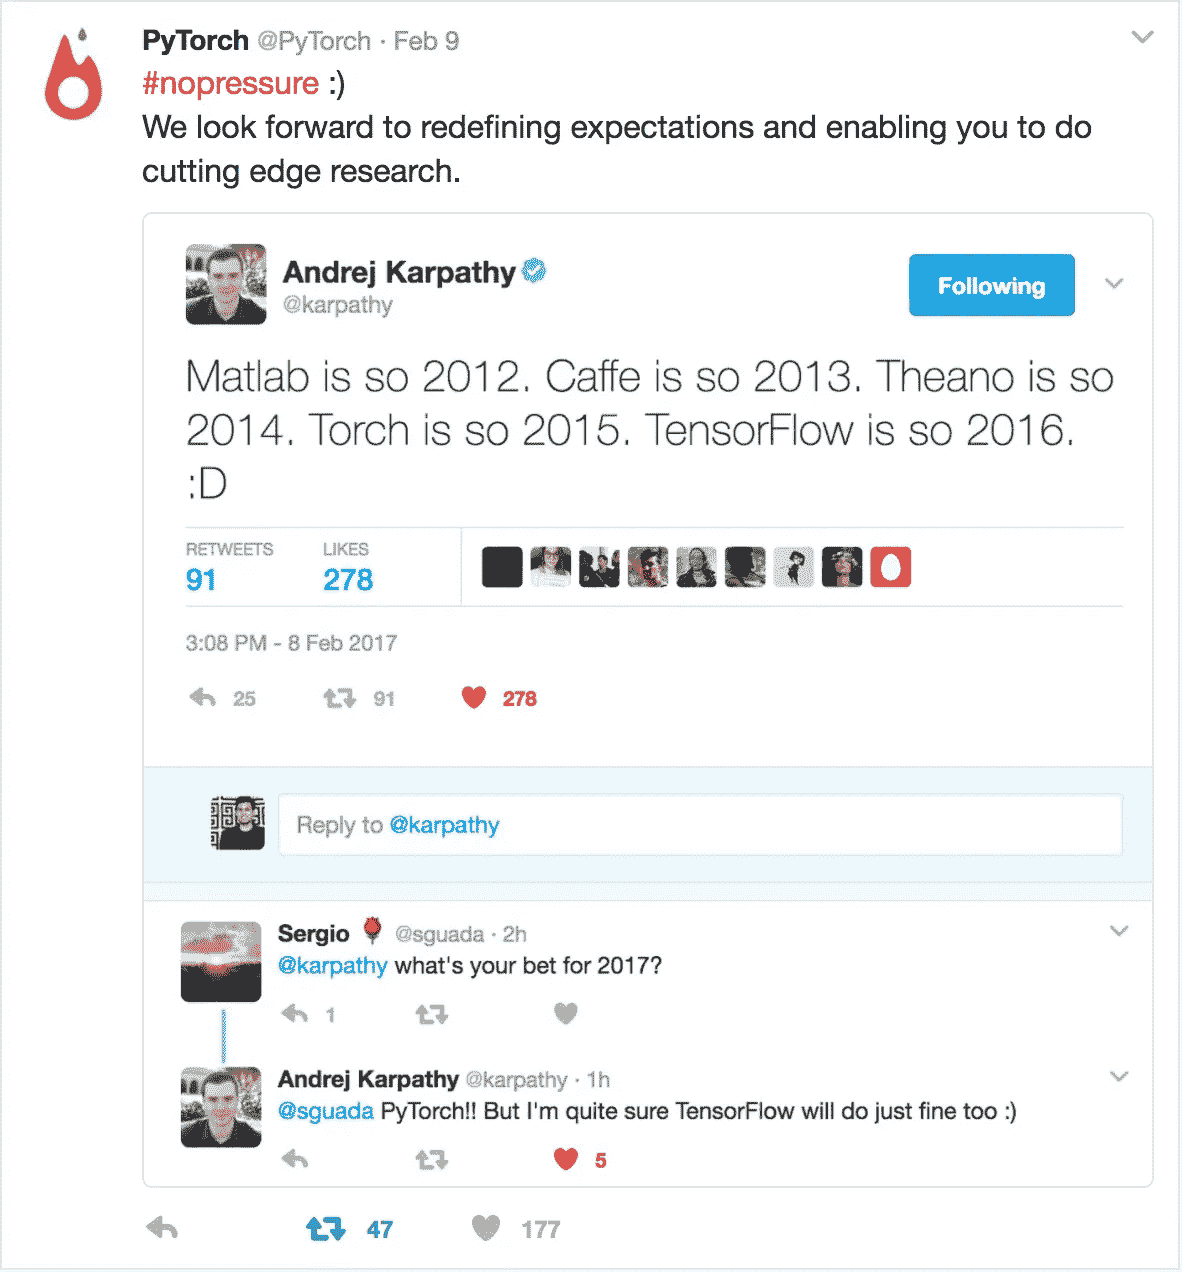 PyTorch @PyTorch · Feb 9
#nopressure :)
We look forward to redefining expectations and enabling you to do
cutting edge research.
Andrej Karpathy
@karpathy
Following
Matlab is so 2012. Caffe is so 2013. Theano is so
2014. Torch is so 2015. TensorFlow is so 2016.
:D
RETWEETS LIKES
91 278
3:08 PM - 8 Feb 2017
25 91 278
Reply to @karpathy
Sergio @sguada · 2h
@karpathy what's your bet for 2017?
1
Andrej Karpathy @karpathy · 1h
@sguada PyTorch!! But I'm quite sure TensorFlow will do just fine too :)
5
47 177